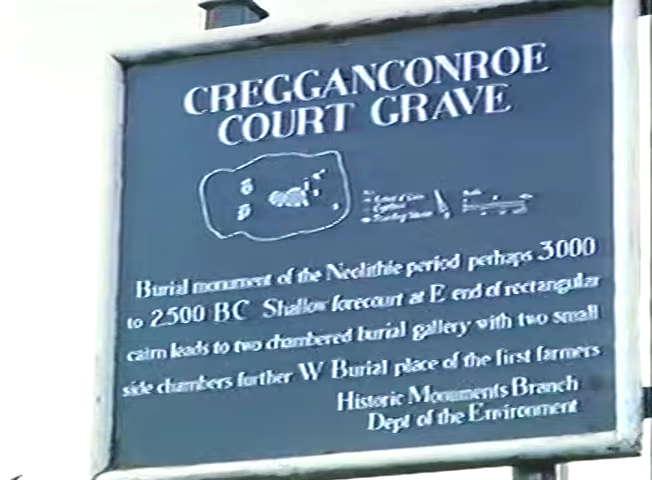 CREGGANCONROE
COURT GRAVE
Burial monument of the Neolithic period perhaps 3000
to 2500 BC Shallow forecourt at E end of rectangular
cairn leads to two chambered burial gallery with two small
side chambers further W Burial place of the first farmers
Historic Monuments Branch
Dept of the Environment